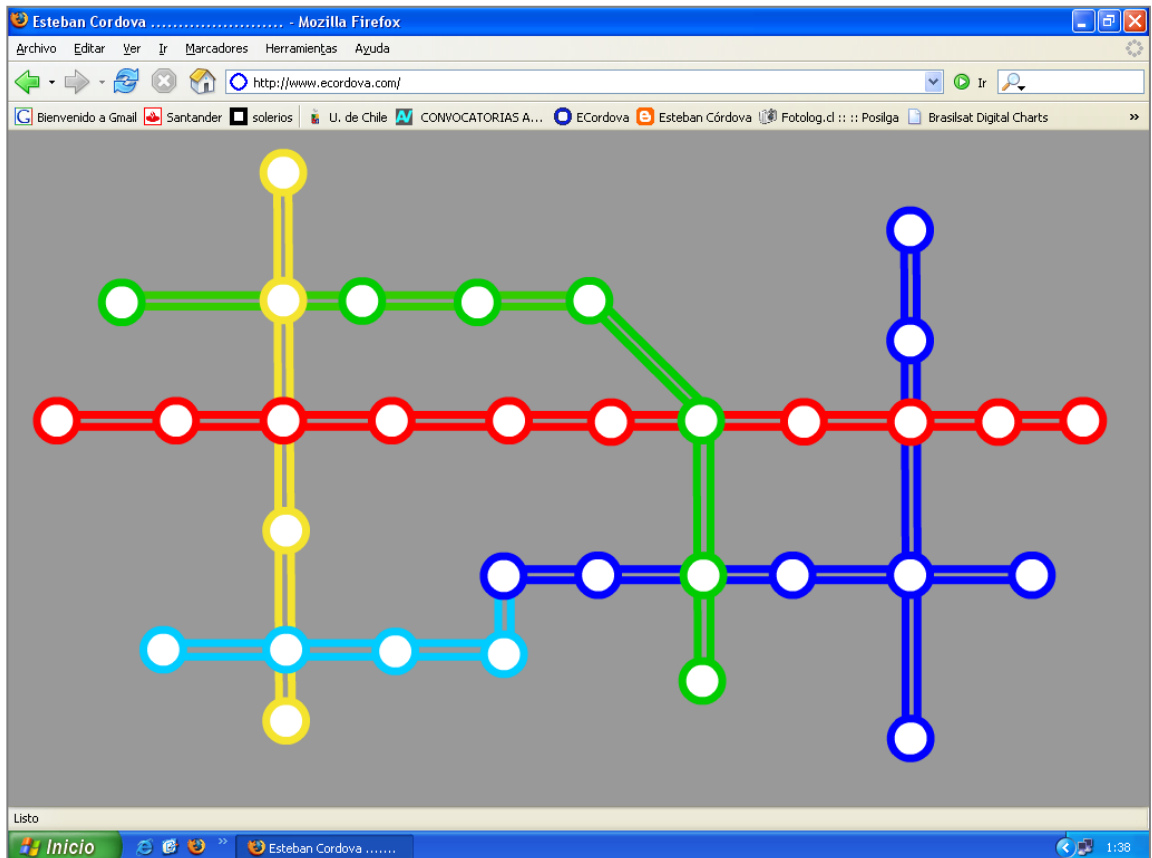 Esteban Cordova ........................ - Mozilla Firefox
Archivo Editar Ver Ir Marcadores Herramientas Ayuda
http://www.ecordova.com/ Ir
G Bienvenido a Gmail Santander solerios U. de Chile AV CONVOCATORIAS A... ECordova Esteban Córdova Fotolog.cl :: :: Posilga Brasilsat Digital Charts »
Listo
Inicio » Esteban Cordova ....... 1:38